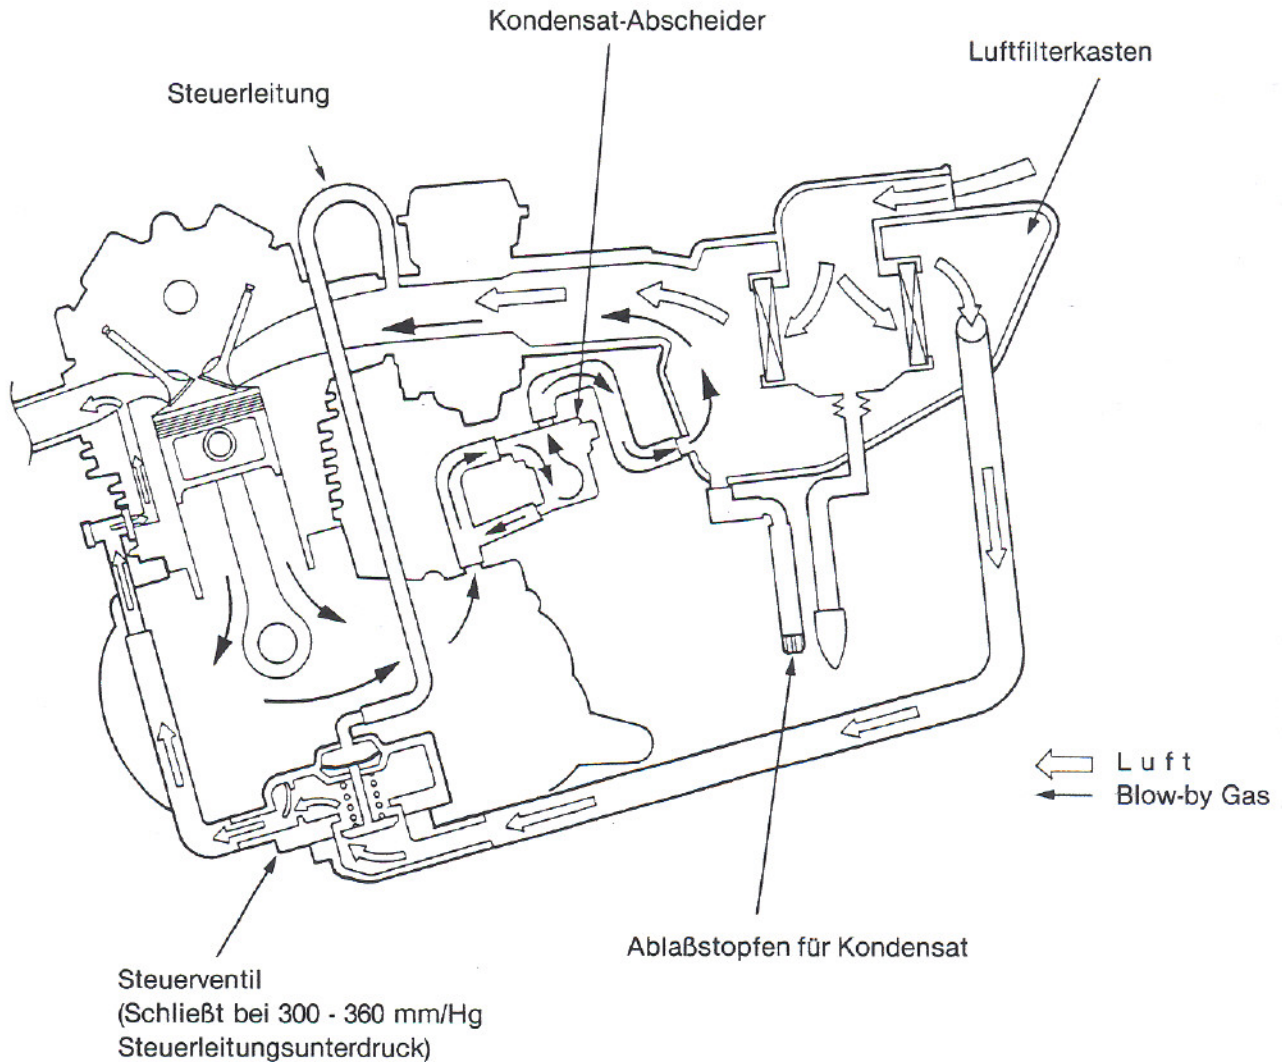 Kondensat-Abscheider
Luftfilterkasten
Steuerleitung
Luft
Blow-by Gas
Ablaßstopfen für Kondensat
Steuerventil
(Schließt bei 300 - 360 mm/Hg
Steuerleitungsunterdruck)